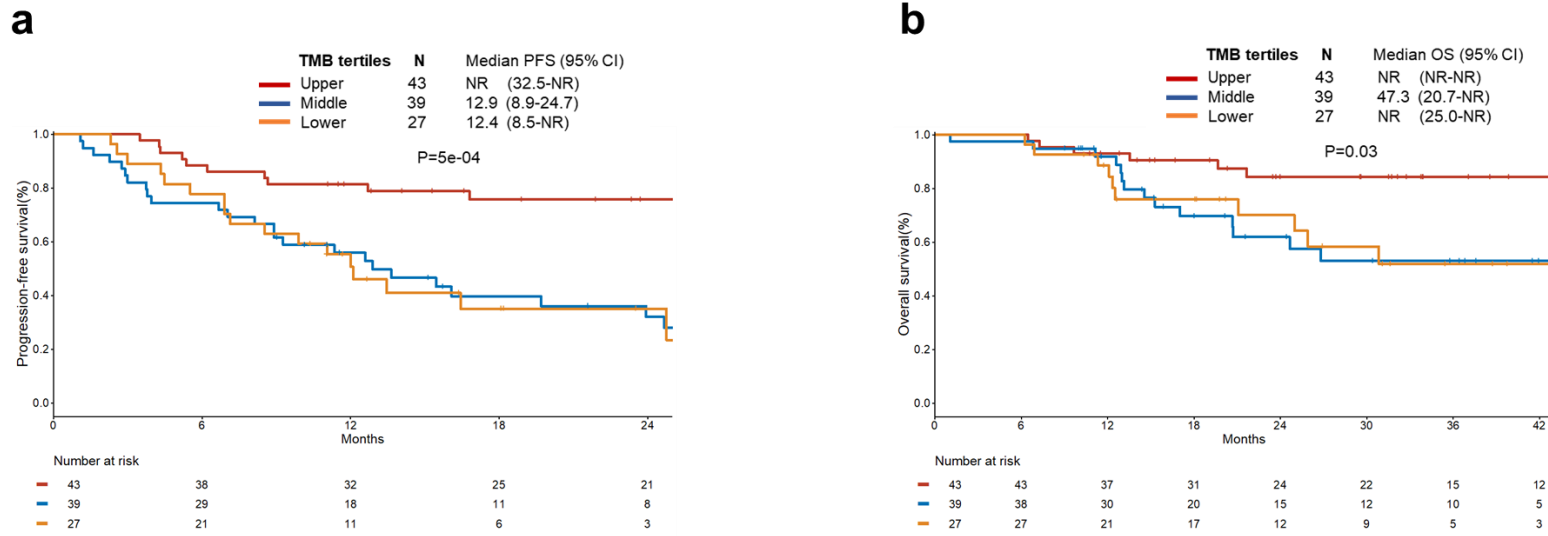 a
TMB tertiles N Median PFS (95% CI)
Upper 43 NR (32.5-NR)
Middle 39 12.9 (8.9-24.7)
Lower 27 12.4 (8.5-NR)
P=5e-04
Progression-free survival(%)
1.0
0.8
0.6
0.4
0.2
0.0
0 6 12 18 24
Months
Number at risk
43 38 32 25 21
39 29 18 11 8
27 21 11 6 3
b
TMB tertiles N Median OS (95% CI)
Upper 43 NR (NR-NR)
Middle 39 47.3 (20.7-NR)
Lower 27 NR (25.0-NR)
P=0.03
Overall survival(%)
1.0
0.8
0.6
0.4
0.2
0.0
0 6 12 18 24 30 36 42
Months
Number at risk
43 43 37 31 24 22 15 12
39 38 30 20 15 12 10 5
27 27 21 17 12 9 5 3